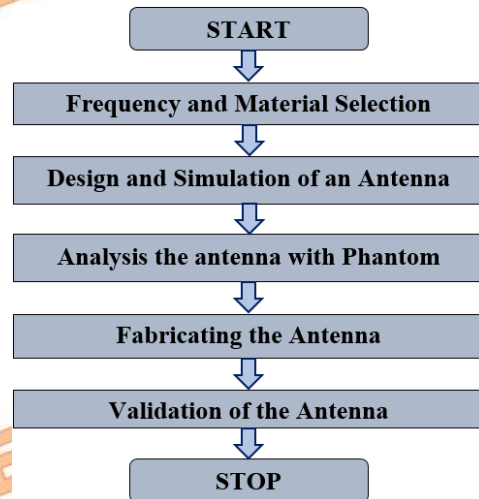 START
Frequency and Material Selection
Design and Simulation of an Antenna
Analysis the antenna with Phantom
Fabricating the Antenna
Validation of the Antenna
STOP